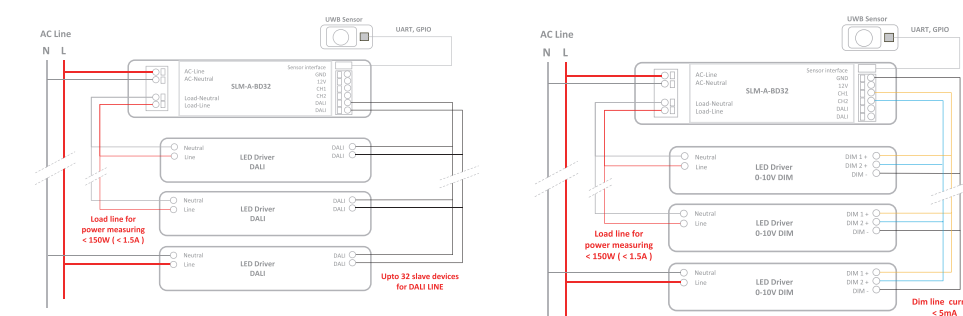 UWB Sensor
UART, GPIO
AC Line
N L
Sensor interface
AC-Line
AC-Neutral
Load-Neutral
Load-Line
SLM-A-BD32
GND
12V
CH1
CH2
DALI
DALI
Neutral
Line
LED Driver
DALI
DALI
DALI
Neutral
Line
LED Driver
DALI
DALI
DALI
Load line for
power measuring
< 150W ( < 1.5A )
Neutral
Line
LED Driver
DALI
DALI
DALI
Upto 32 slave devices
for DALI LINE
UWB Sensor
UART, GPIO
AC Line
N L
Sensor interface
AC-Line
AC-Neutral
Load-Neutral
Load-Line
SLM-A-BD32
GND
12V
CH1
CH2
DALI
DALI
Neutral
Line
LED Driver
0-10V DIM
DIM 1 +
DIM 2 +
DIM -
Neutral
Line
LED Driver
0-10V DIM
DIM 1 +
DIM 2 +
DIM -
Load line for
power measuring
< 150W ( < 1.5A )
Neutral
Line
LED Driver
0-10V DIM
DIM 1 +
DIM 2 +
DIM -
Dim line
< 5mA